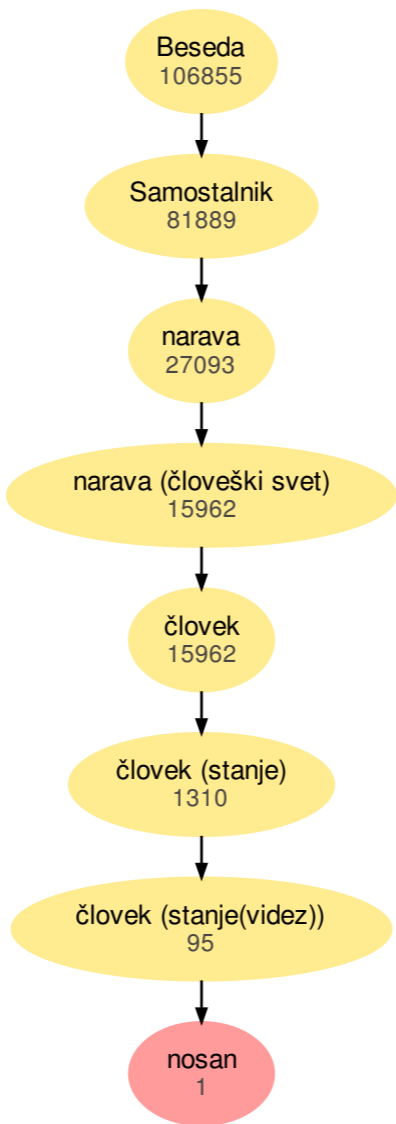 Beseda
106855
Samostalnik
81889
narava
27093
narava (človeški svet)
15962
človek
15962
človek (stanje)
1310
človek (stanje(videz))
95
nosan
1